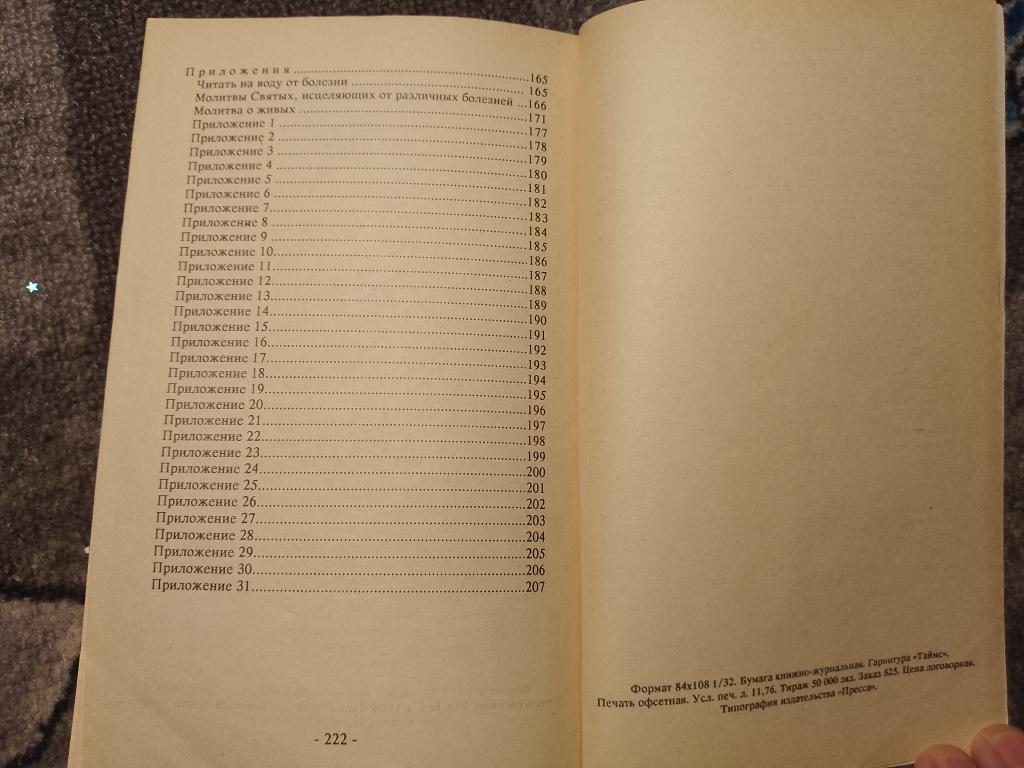 Приложения ... 165
Читать на воду от болезни ... 165
Молитвы Святых, исцеляющих от различных болезней ... 166
Молитва о живых ... 171
Приложение 1 ... 177
Приложение 2 ... 178
Приложение 3 ... 179
Приложение 4 ... 180
Приложение 5 ... 181
Приложение 6 ... 182
Приложение 7 ... 183
Приложение 8 ... 184
Приложение 9 ... 185
Приложение 10 ... 186
Приложение 11 ... 187
Приложение 12 ... 188
Приложение 13 ... 189
Приложение 14 ... 190
Приложение 15 ... 191
Приложение 16 ... 192
Приложение 17 ... 193
Приложение 18 ... 194
Приложение 19 ... 195
Приложение 20 ... 196
Приложение 21 ... 197
Приложение 22 ... 198
Приложение 23 ... 199
Приложение 24 ... 200
Приложение 25 ... 201
Приложение 26 ... 202
Приложение 27 ... 203
Приложение 28 ... 204
Приложение 29 ... 205
Приложение 30 ... 206
Приложение 31 ... 207
- 222 -
Формат 84х108 1/32. Бумага книжно-журнальная. Гарнитура «Таймс».
Печать офсетная. Усл. печ. л. 11,76. Тираж 50 000 экз. Заказ 825. Цена договорная.
Типография издательства «Пресса».